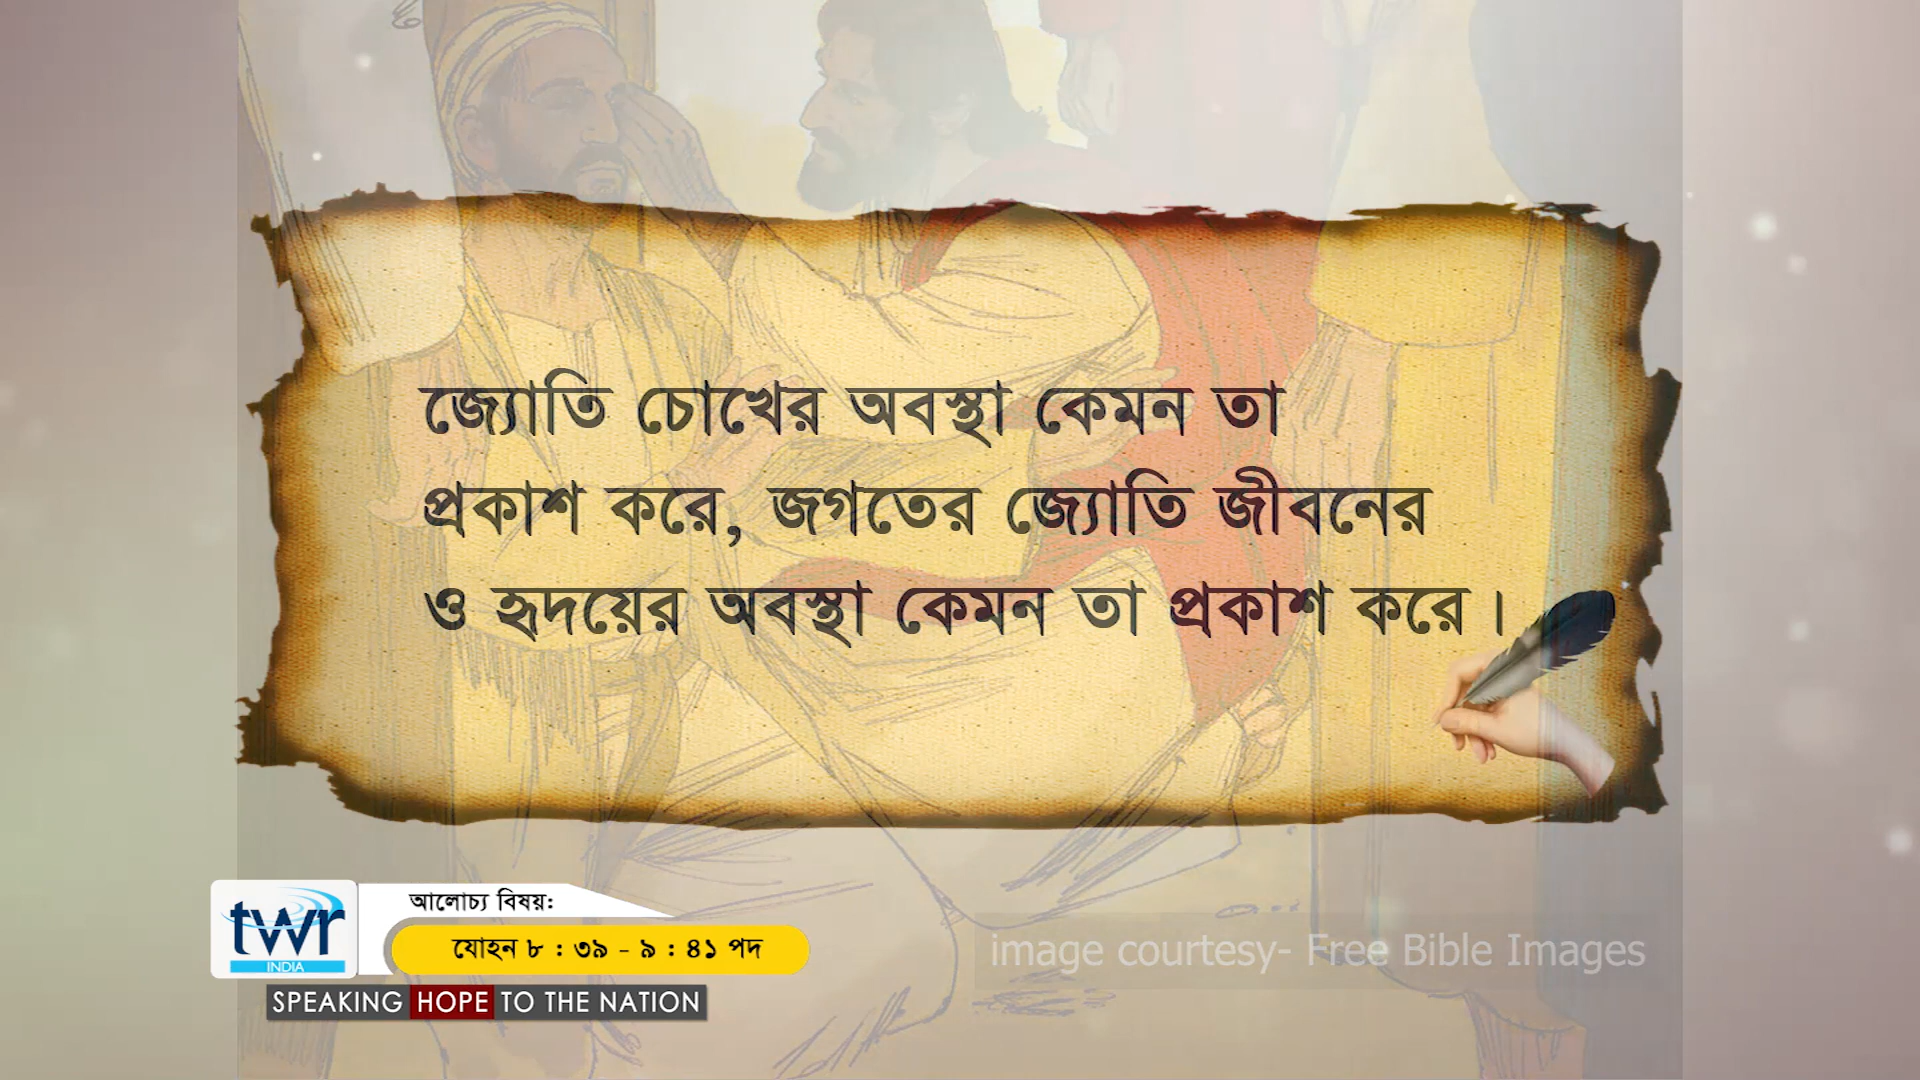 জ্যোতি চোখের অবস্থা কেমন তা
প্রকাশ করে, জগতের জ্যোতি জীবনের
ও হৃদয়ের অবস্থা কেমন তা প্রকাশ করে।
twr
INDIA
আলোচ্য বিষয়:
যোহন ৮ : ৩৯ - ৯ : ৪১ পদ
SPEAKING HOPE TO THE NATION
image courtesy- Free Bible Images